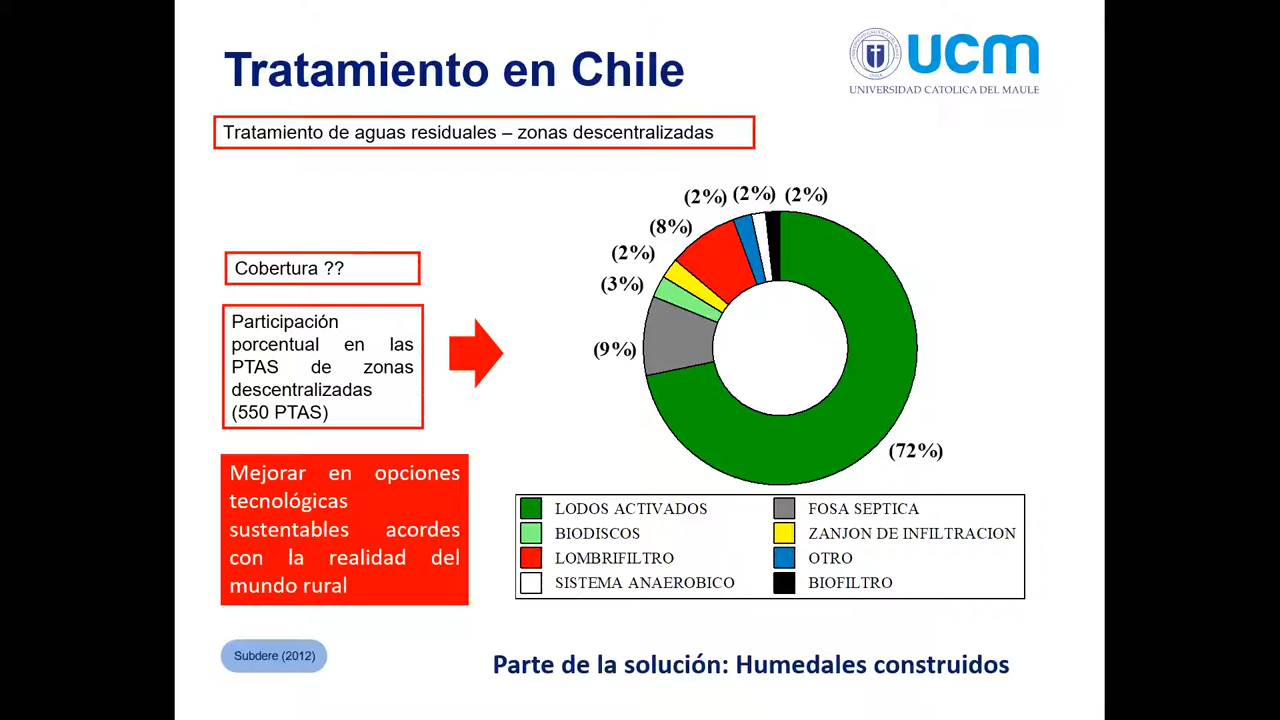 Tratamiento en Chile
ucm
UNIVERSIDAD CATOLICA DEL MAULE
Tratamiento de aguas residuales – zonas descentralizadas
Cobertura ??
Participación
porcentual en las
PTAS de zonas
descentralizadas
(550 PTAS)
Mejorar en opciones
tecnológicas
sustentables acordes
con la realidad del
mundo rural
(2%) (2%) (2%)
(8%)
(2%)
(3%)
(9%)
(72%)
LODOS ACTIVADOS
FOSA SEPTICA
BIODISCOS
ZANJON DE INFILTRACION
LOMBRIFILTRO
OTRO
SISTEMA ANAEROBICO
BIOFILTRO
Subdere (2012)
Parte de la solución: Humedales construidos